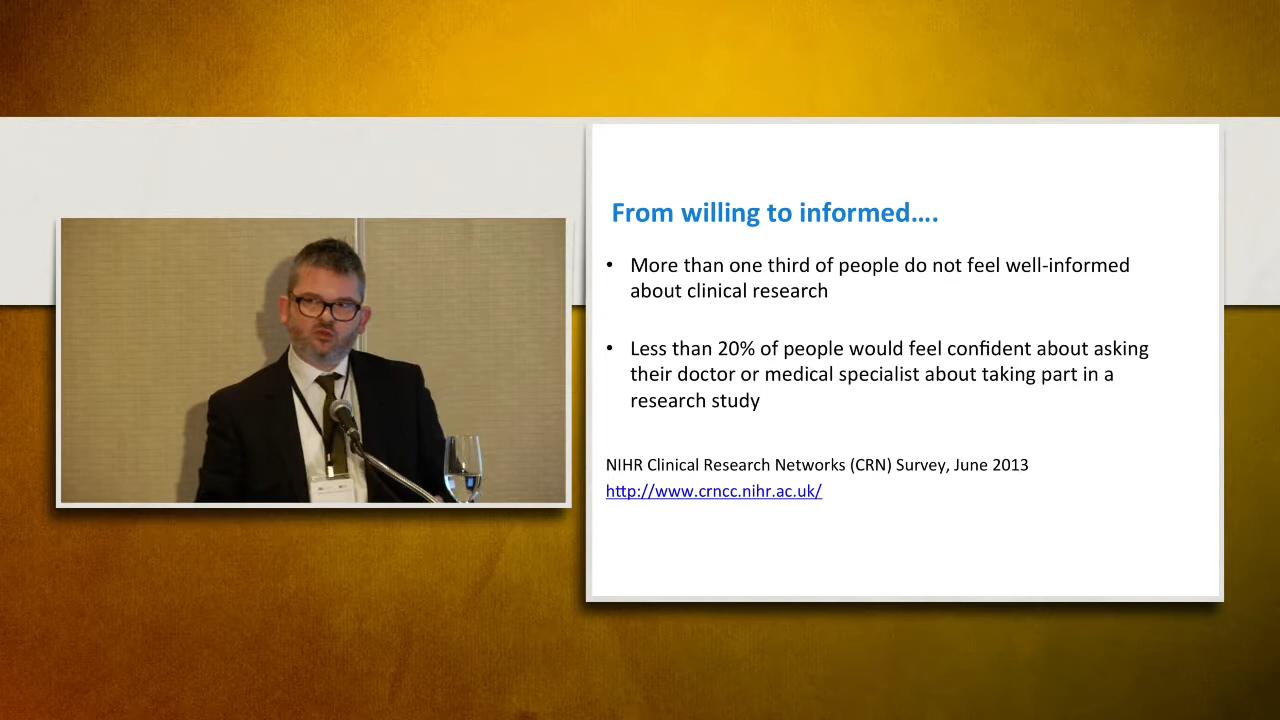 From willing to informed....
• More than one third of people do not feel well-informed
about clinical research
• Less than 20% of people would feel confident about asking
their doctor or medical specialist about taking part in a
research study
NIHR Clinical Research Networks (CRN) Survey, June 2013
http://www.crncc.nihr.ac.uk/